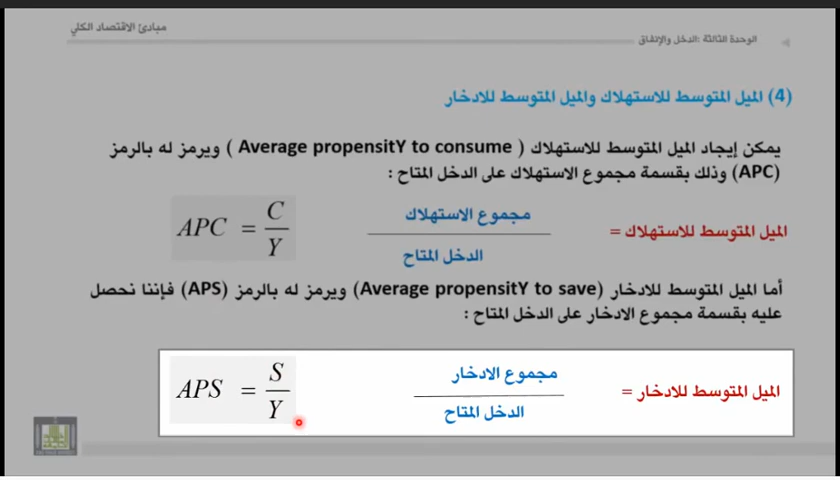 الوحدة الثالثة :الدخل والإنفاق
مبادئ الاقتصاد الكلي
(4) الميل المتوسط للاستهلاك والميل المتوسط للادخار
يمكن إيجاد الميل المتوسط للاستهلاك ( Average propensitY to consume ) ويرمز له بالرمز
(APC) وذلك بقسمة مجموع الاستهلاك على الدخل المتاح :
الميل المتوسط للاستهلاك =
مجموع الاستهلاك
الدخل المتاح
APC = C
Y
أما الميل المتوسط للادخار (Average propensitY to save) ويرمز له بالرمز (APS) فإننا نحصل
عليه بقسمة مجموع الادخار على الدخل المتاح :
الميل المتوسط للادخار =
مجموع الادخار
الدخل المتاح
APS = S
Y